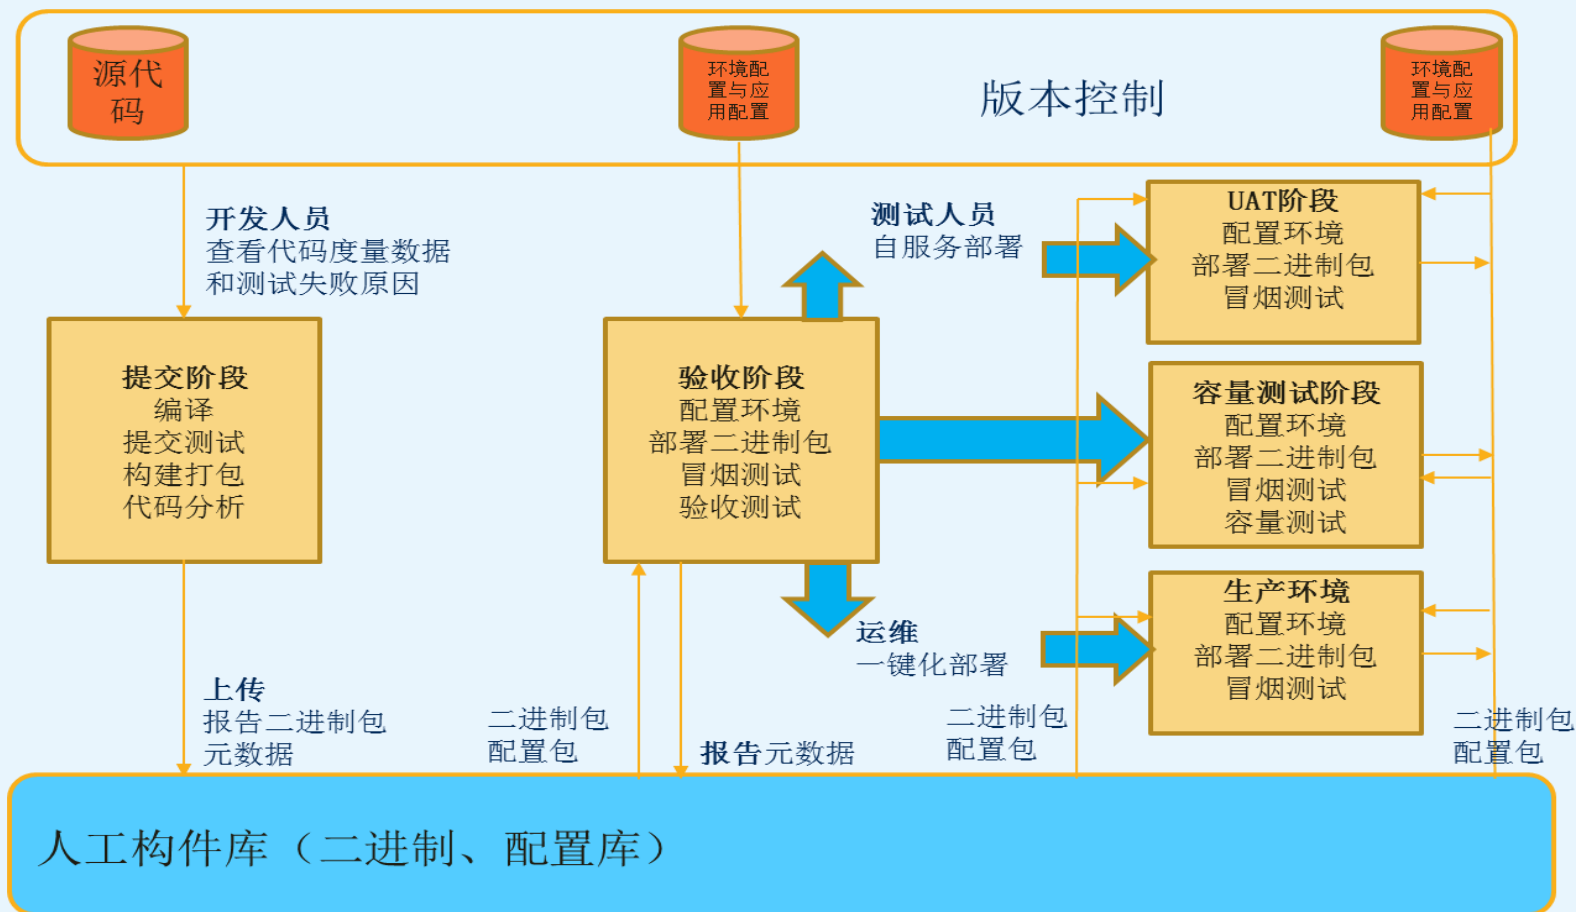 源代
码
环境配
置与应
用配置
版本控制
环境配
置与应
用配置
开发人员
查看代码度量数据
和测试失败原因
测试人员
自服务部署
UAT阶段
配置环境
部署二进制包
冒烟测试
提交阶段
编译
提交测试
构建打包
代码分析
验收阶段
配置环境
部署二进制包
冒烟测试
验收测试
容量测试阶段
配置环境
部署二进制包
冒烟测试
容量测试
生产环境
配置环境
部署二进制包
冒烟测试
运维
一键化部署
上传
报告二进制包
元数据
二进制包
配置包
报告元数据
二进制包
配置包
二进制包
配置包
人工构件库（二进制、配置库）